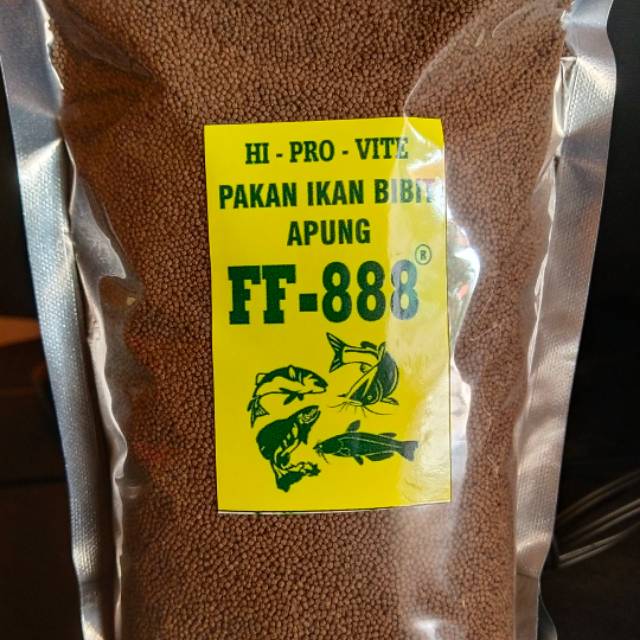 HI - PRO - VITE
PAKAN IKAN BIBIT
APUNG
FF-888®